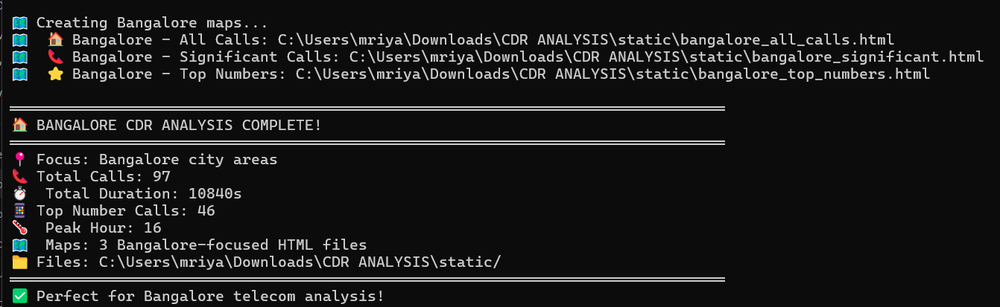 🗺️ Creating Bangalore maps...
🗺️ 🏠 Bangalore - All Calls: C:\Users\mriya\Downloads\CDR ANALYSIS\static\bangalore_all_calls.html
🗺️ 📞 Bangalore - Significant Calls: C:\Users\mriya\Downloads\CDR ANALYSIS\static\bangalore_significant.html
🗺️ ⭐ Bangalore - Top Numbers: C:\Users\mriya\Downloads\CDR ANALYSIS\static\bangalore_top_numbers.html
🏠 BANGALORE CDR ANALYSIS COMPLETE!
📍 Focus: Bangalore city areas
📞 Total Calls: 97
⏱️ Total Duration: 10840s
📱 Top Number Calls: 46
🌡️ Peak Hour: 16
🗺️ Maps: 3 Bangalore-focused HTML files
📁 Files: C:\Users\mriya\Downloads\CDR ANALYSIS\static/
✅ Perfect for Bangalore telecom analysis!